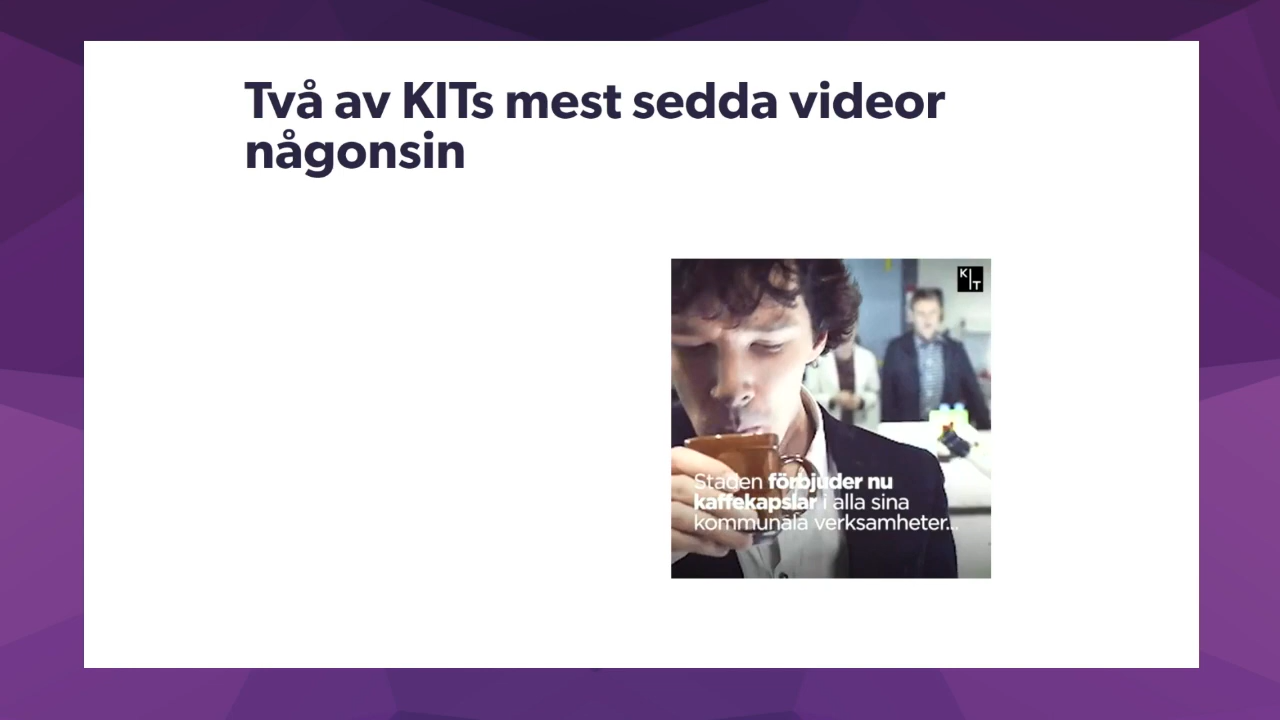 Två av KITs mest sedda videor
någonsin
K
T
Staden förbjuder nu
kaffekapslar i alla sina
kommunala verksamheter...